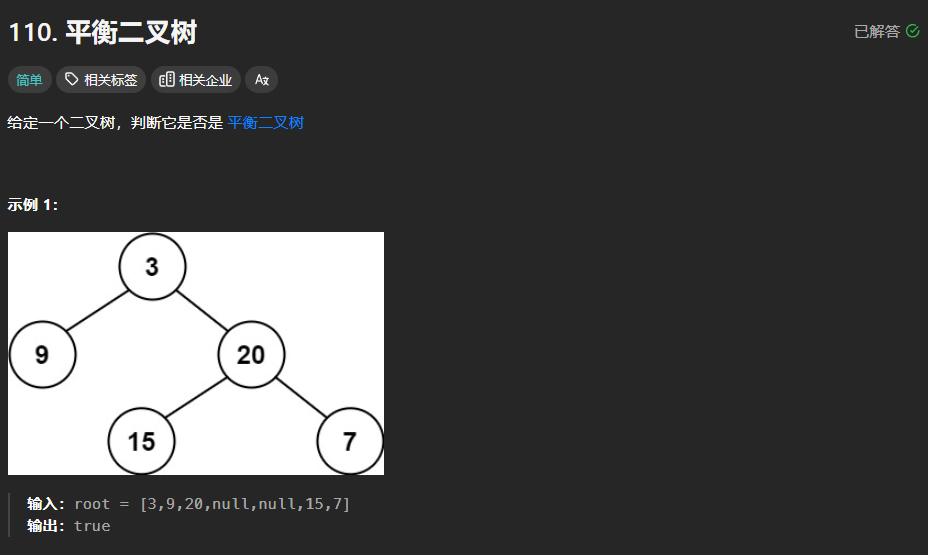 110. 平衡二叉树
已解答
简单 相关标签 相关企业 A文
给定一个二叉树，判断它是否是 平衡二叉树
示例 1：
3
9 20
15 7
输入：root = [3,9,20,null,null,15,7]
输出：true